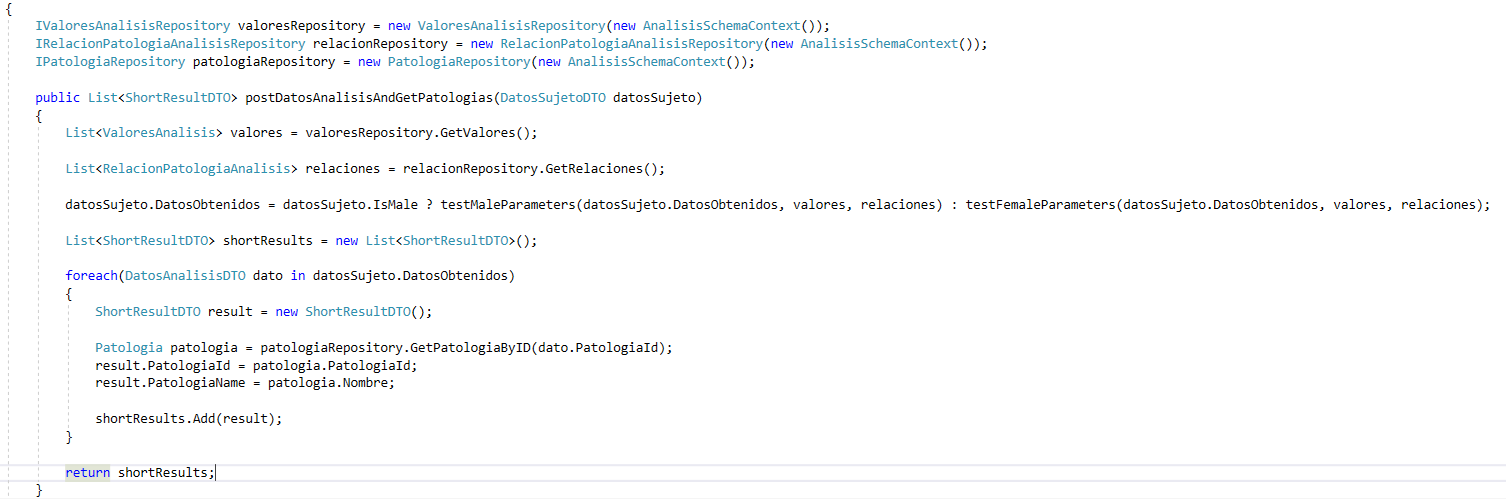 {
IValoresAnalisisRepository valoresRepository = new ValoresAnalisisRepository(new AnalisisSchemaContext());
IRelacionPatologiaAnalisisRepository relacionRepository = new RelacionPatologiaAnalisisRepository(new AnalisisSchemaContext());
IPatologiaRepository patologiaRepository = new PatologiaRepository(new AnalisisSchemaContext());
public List<ShortResultDTO> postDatosAnalisisAndGetPatologias(DatosSujetoDTO datosSujeto)
{
List<ValoresAnalisis> valores = valoresRepository.GetValores();
List<RelacionPatologiaAnalisis> relaciones = relacionRepository.GetRelaciones();
datosSujeto.DatosObtenidos = datosSujeto.IsMale ? testMaleParameters(datosSujeto.DatosObtenidos, valores, relaciones) : testFemaleParameters(datosSujeto.DatosObtenidos, valores, relaciones);
List<ShortResultDTO> shortResults = new List<ShortResultDTO>();
foreach(DatosAnalisisDTO dato in datosSujeto.DatosObtenidos)
{
ShortResultDTO result = new ShortResultDTO();
Patologia patologia = patologiaRepository.GetPatologiaByID(dato.PatologiaId);
result.PatologiaId = patologia.PatologiaId;
result.PatologiaName = patologia.Nombre;
shortResults.Add(result);
}
return shortResults;
}